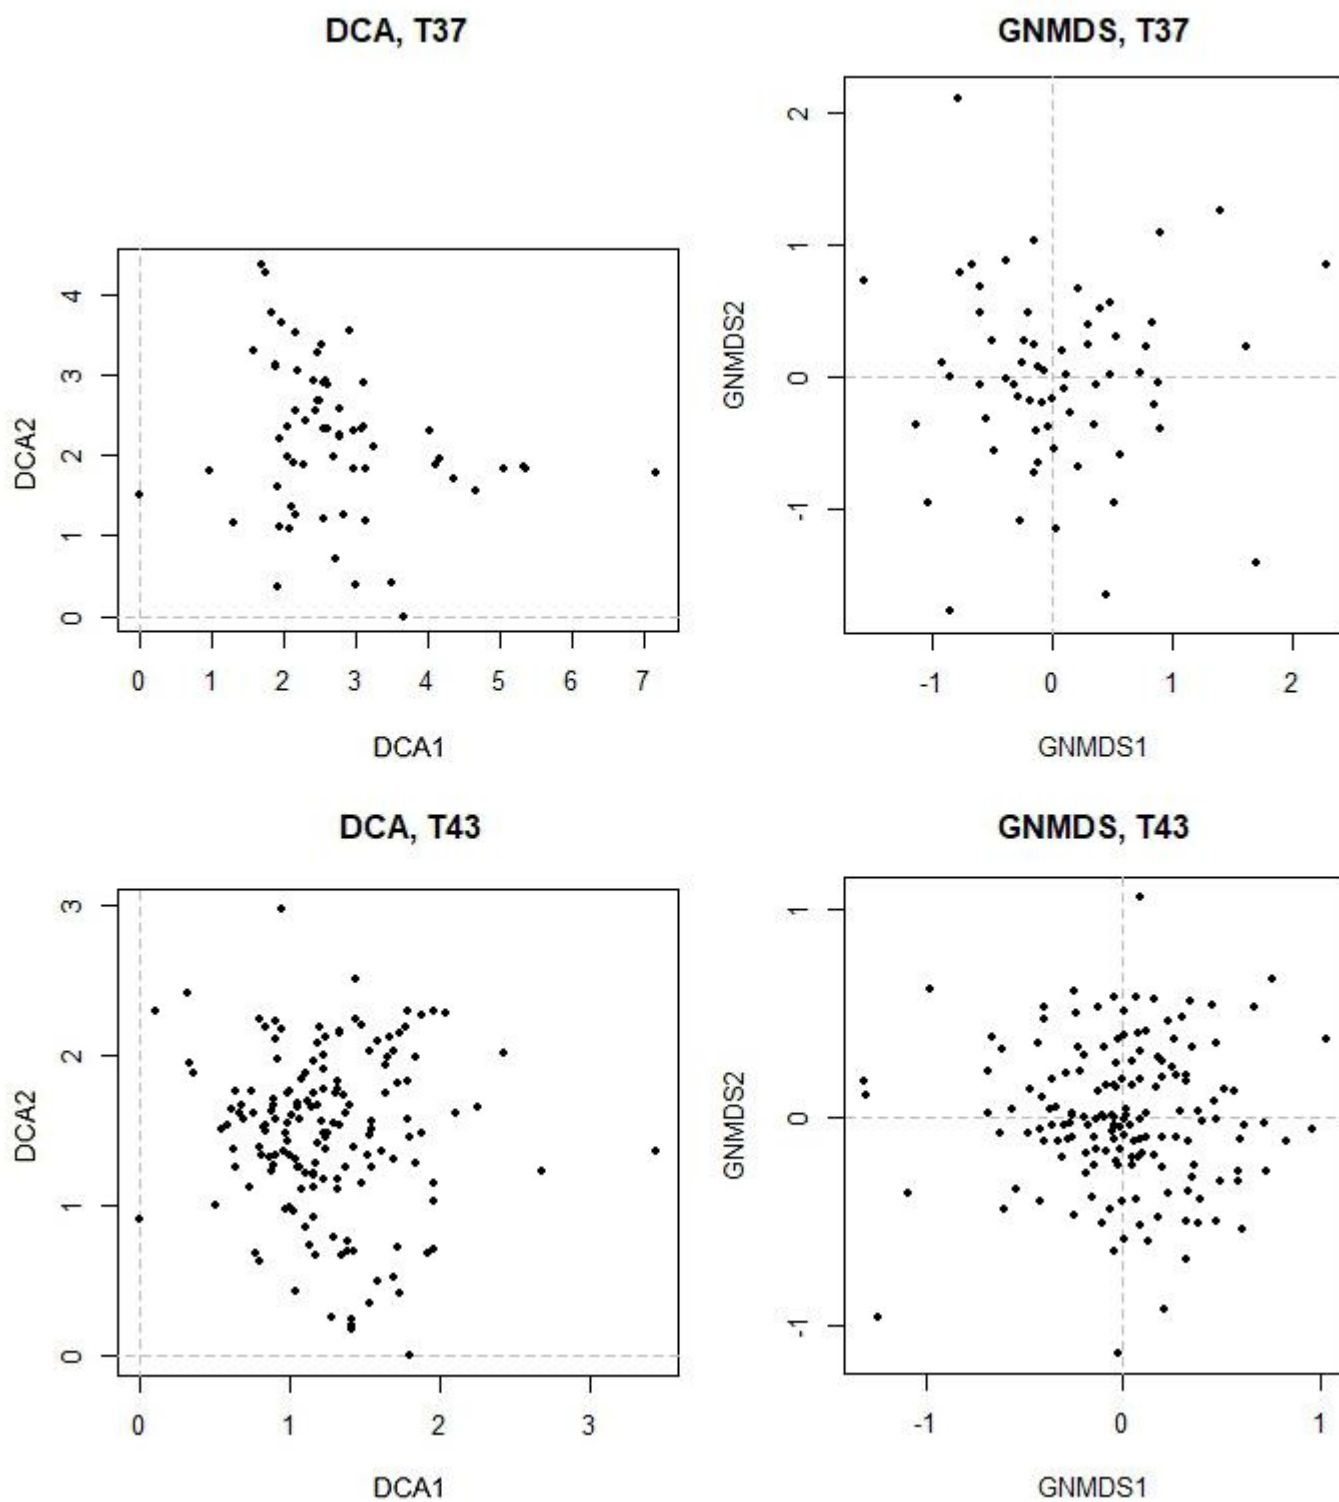 DCA, T37
DCA2
4
3
2
1
0
0 1 2 3 4 5 6 7
DCA1
GNMDS, T37
GNMDS2
2
1
0
-1
-1 0 1 2
GNMDS1
DCA, T43
DCA2
3
2
1
0
0 1 2 3
DCA1
GNMDS, T43
GNMDS2
1
0
-1
-1 0 1
GNMDS1